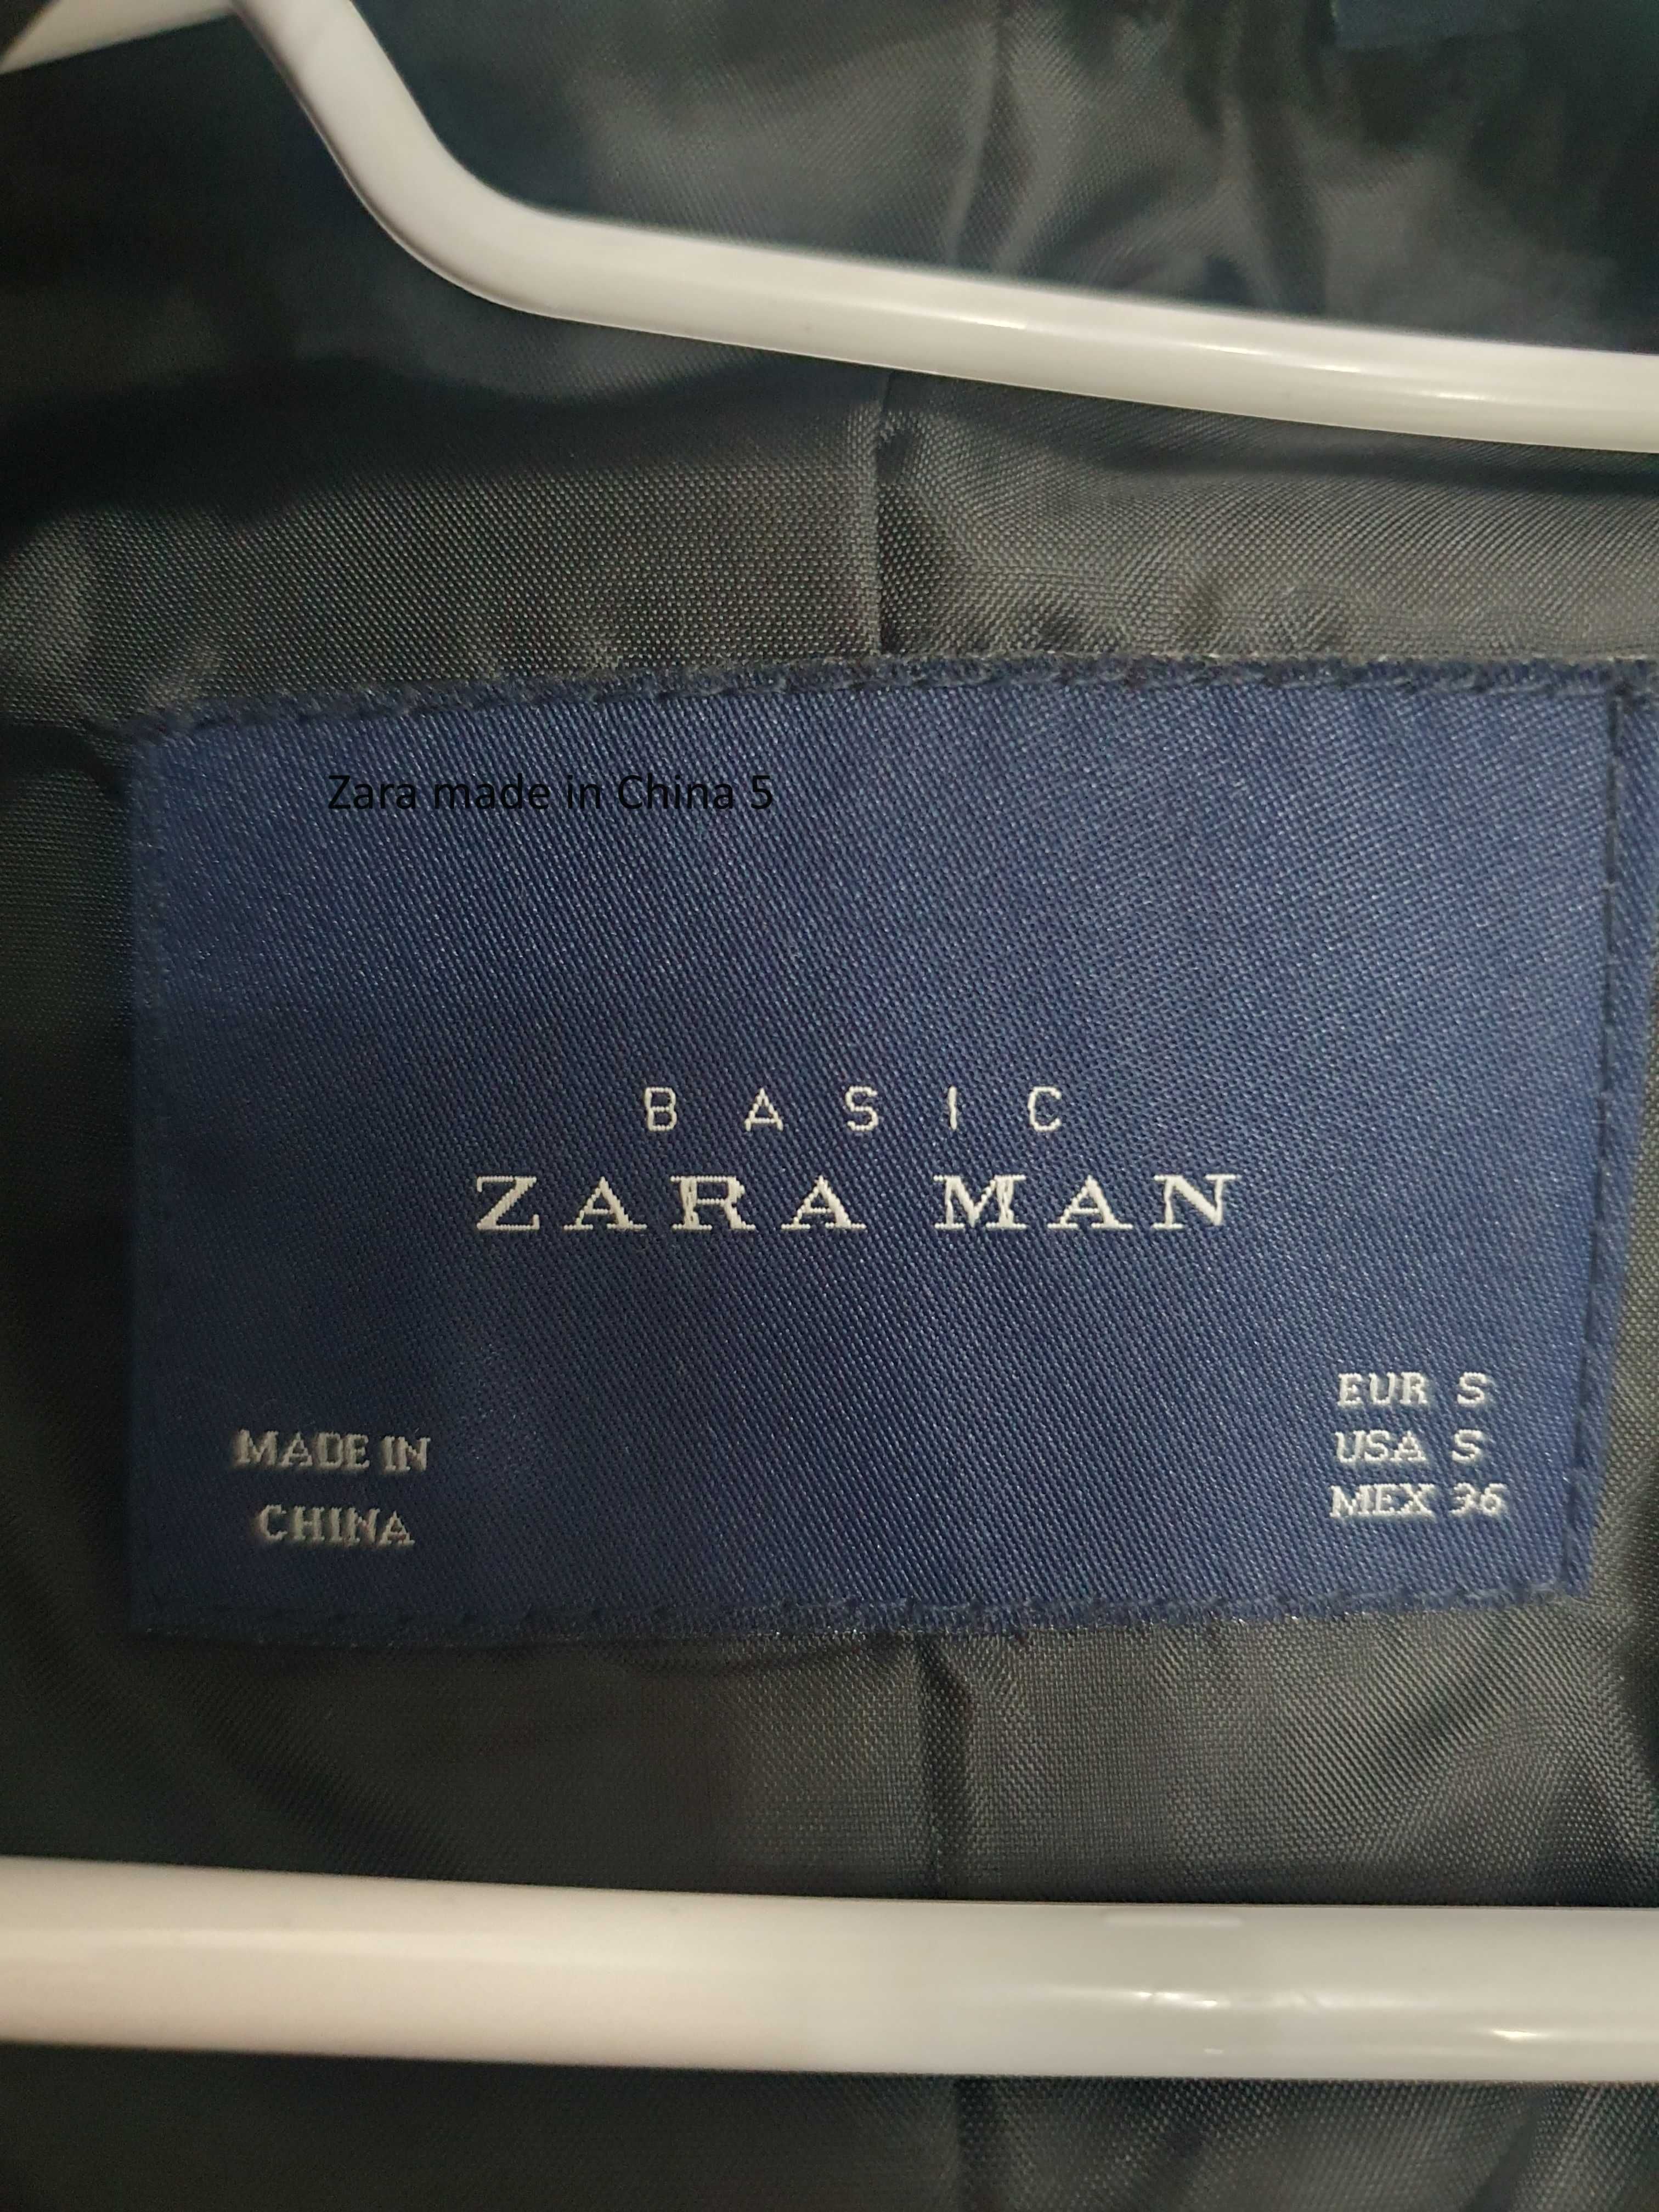 Zara made in China 5
BASIC
ZARA MAN
MADE IN
CHINA
EUR S
USA S
MEX 36